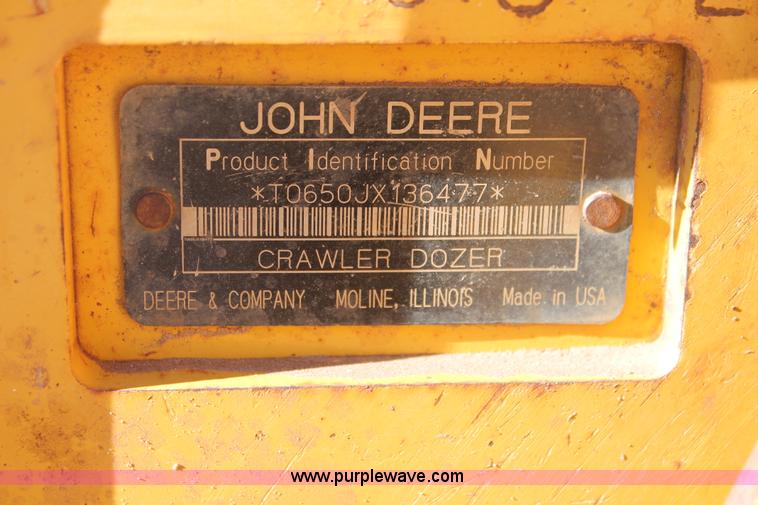 JOHN DEERE
Product Identification Number
*T0650JX136477*
CRAWLER DOZER
DEERE & COMPANY MOLINE, ILLINOIS Made in USA
www.purplewave.com